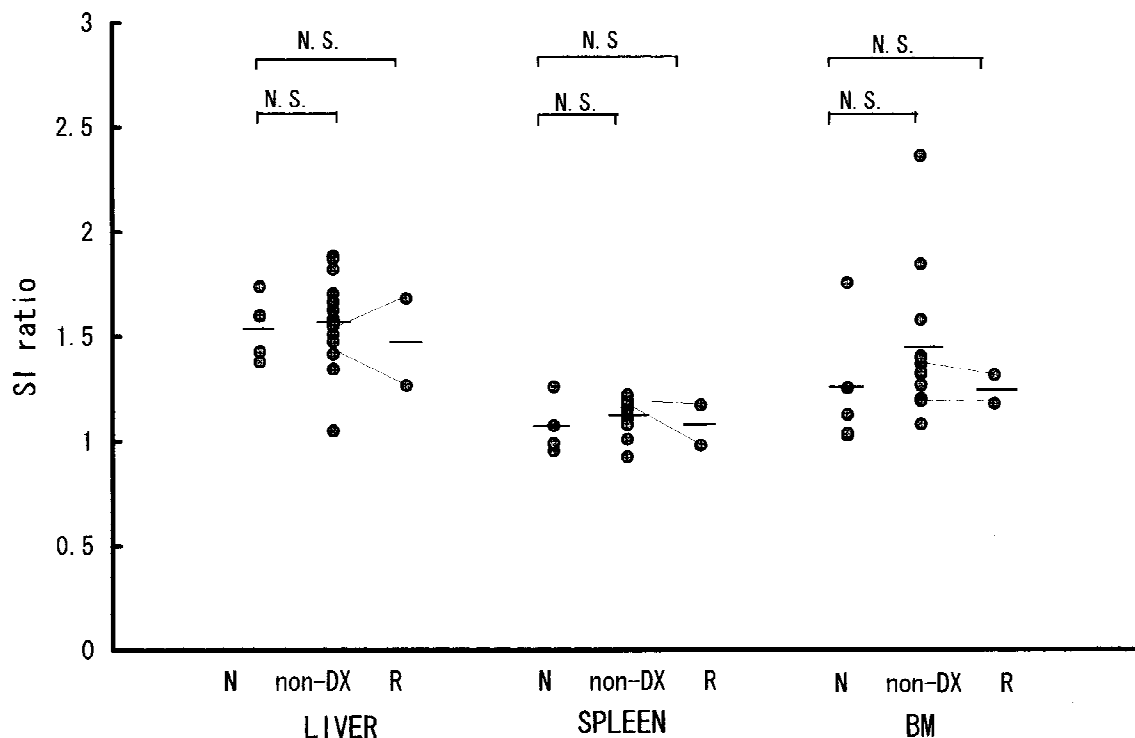 3
N. S.
N. S
N. S.
N. S.
N. S.
N. S.
2.5
2
1.5
1
0.5
0
SI ratio
N non-DX R
N non-DX R
N non-DX R
LIVER
SPLEEN
BM